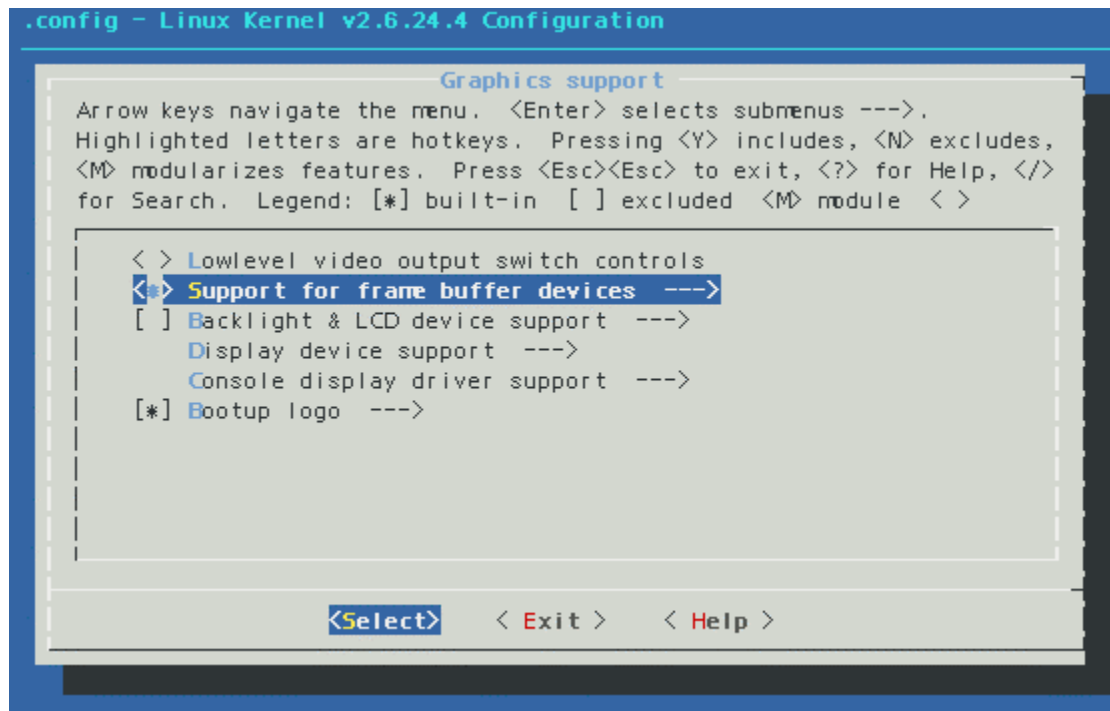 .config - Linux Kernel v2.6.24.4 Configuration
Graphics support
Arrow keys navigate the menu. <Enter> selects submenus --->.
Highlighted letters are hotkeys. Pressing <Y> includes, <N> excludes,
<M> modularizes features. Press <Esc><Esc> to exit, <?> for Help, </>
for Search. Legend: [*] built-in [ ] excluded <M> module < >
< > Lowlevel video output switch controls
<*> Support for frame buffer devices --->
[ ] Backlight & LCD device support --->
Display device support --->
Console display driver support --->
[*] Bootup logo --->
<Select> < Exit > < Help >